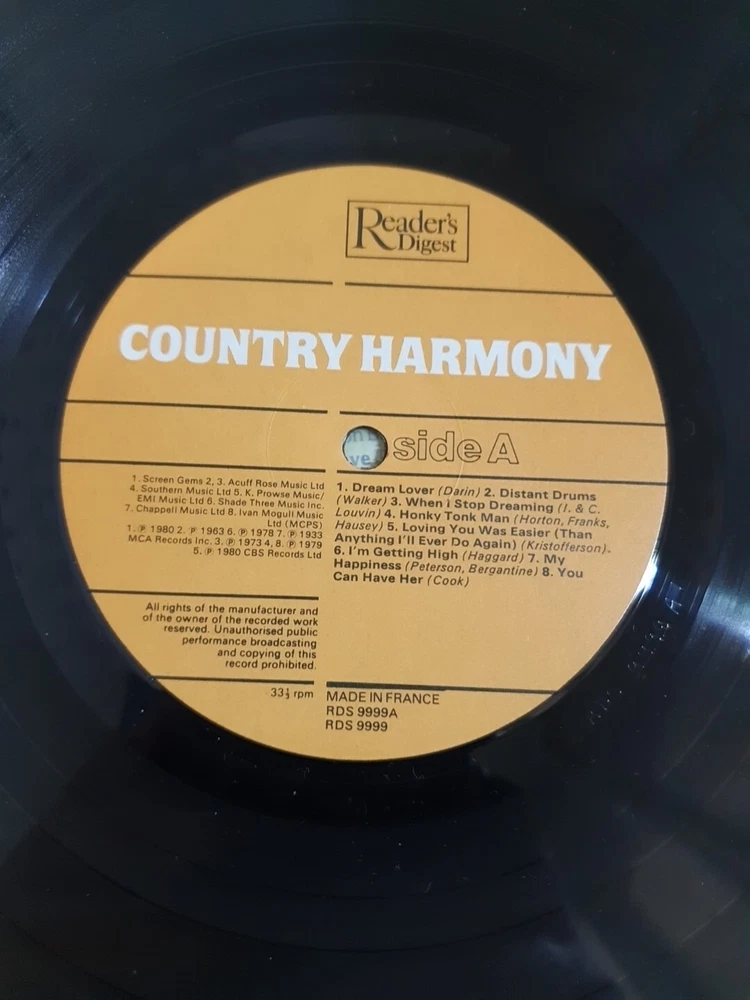 Reader's
Digest
COUNTRY HARMONY
side A
1. Screen Gems 2, 3. Acuff Rose Music Ltd
4. Southern Music Ltd 5. K. Prowse Music/
EMI Music Ltd 6. Shade Three Music Inc.
7. Chappell Music Ltd 8. Ivan Mogull Music
Ltd (MCPS)
1. ℗ 1980 2. ℗ 1963 6. ℗ 1978 7. ℗ 1933
MCA Records Inc. 3. ℗ 1973 4, 8. ℗ 1979
5. ℗ 1980 CBS Records Ltd
1. Dream Lover (Darin) 2. Distant Drums
(Walker) 3. When i Stop Dreaming (I. & C.
Louvin) 4. Honky Tonk Man (Horton, Franks,
Hausey) 5. Loving You Was Easier (Than
Anything I'll Ever Do Again) (Kristofferson).
6. I'm Getting High (Haggard) 7. My
Happiness (Peterson, Bergantine) 8. You
Can Have Her (Cook)
All rights of the manufacturer and
of the owner of the recorded work
reserved. Unauthorised public
performance broadcasting
and copying of this
record prohibited.
33⅓ rpm
MADE IN FRANCE
RDS 9999A
RDS 9999